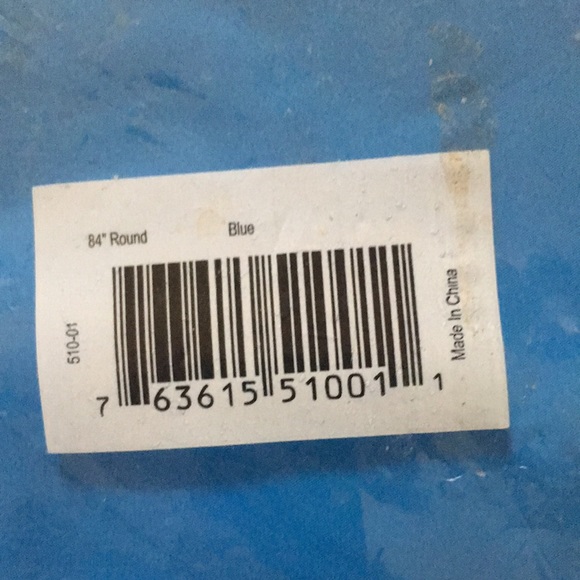 84" Round Blue
510-01
Made In China
7 63615 51001 1